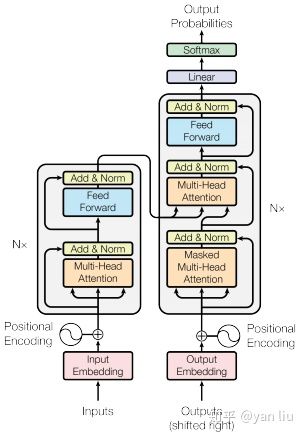 Output
Probabilities
Softmax
Linear
Add & Norm
Feed
Forward
Add & Norm
Multi-Head
Attention
Add & Norm
Masked
Multi-Head
Attention
Nx
Add & Norm
Feed
Forward
Add & Norm
Multi-Head
Attention
Nx
Positional
Encoding
Positional
Encoding
Input
Embedding
Output
Embedding
Inputs
Outputs
(shifted right)
知乎 @yan liu